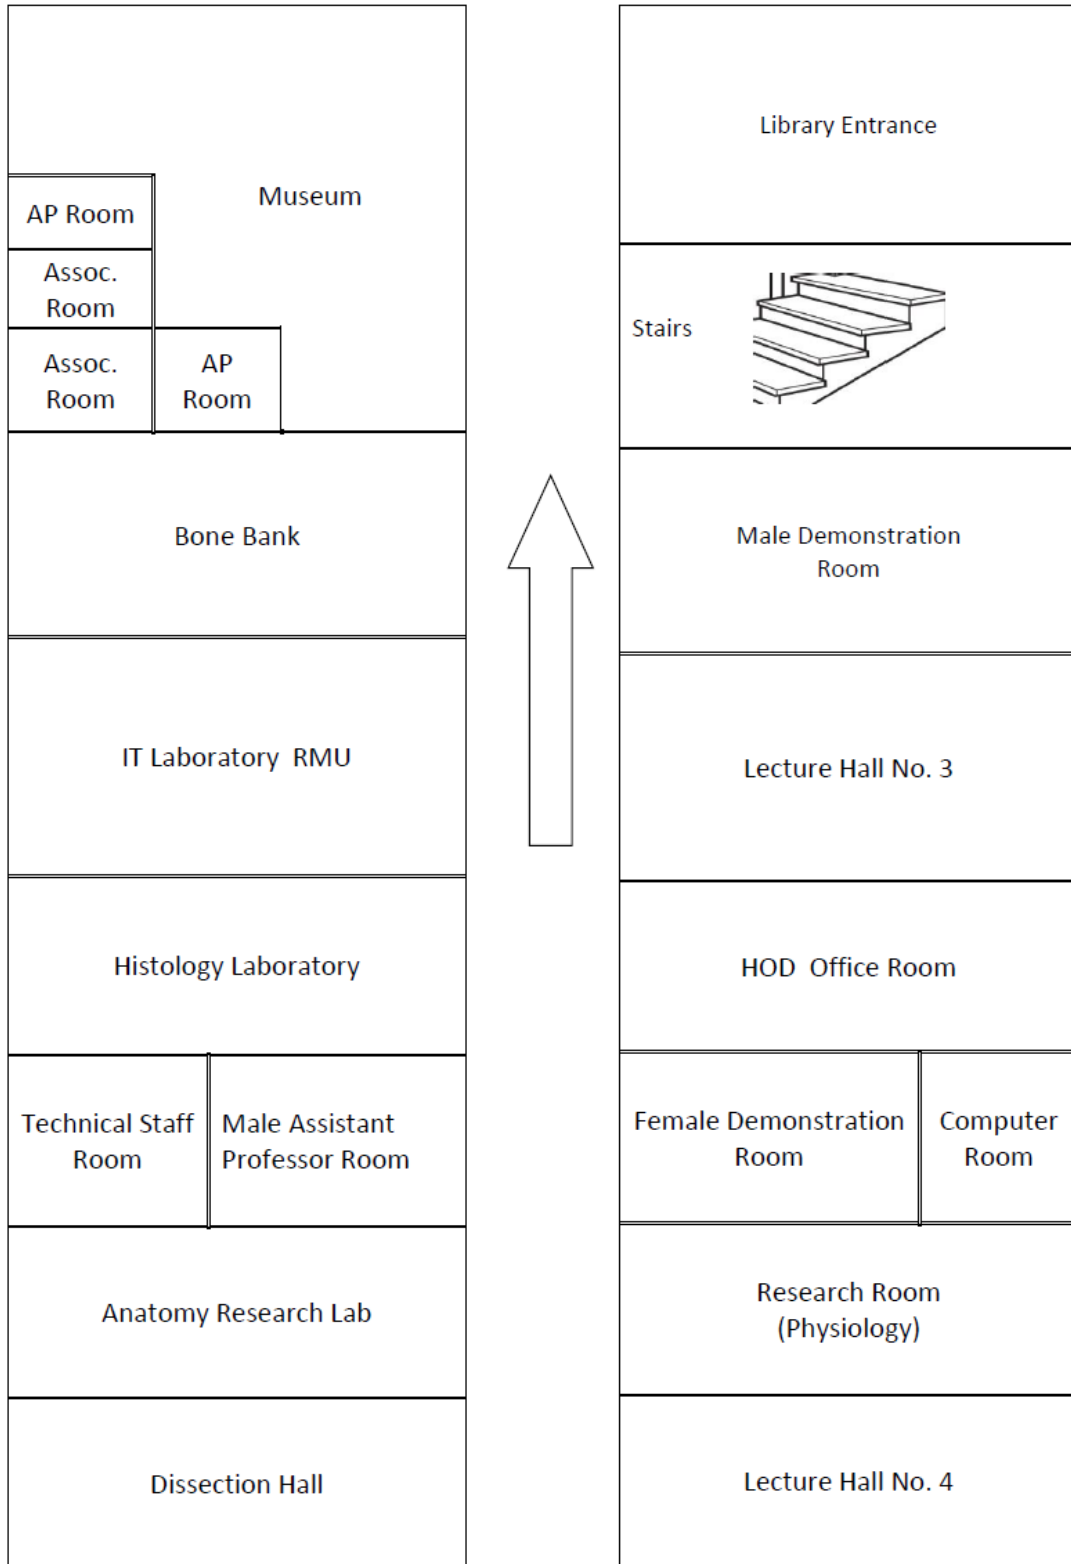 Museum
AP Room
Assoc.
Room
Assoc.
Room
AP
Room
Bone Bank
IT Laboratory  RMU
Histology Laboratory
Technical Staff
Room
Male Assistant
Professor Room
Anatomy Research Lab
Dissection Hall
Library Entrance
Stairs
Male Demonstration
Room
Lecture Hall No. 3
HOD  Office Room
Female Demonstration
Room
Computer
Room
Research Room
(Physiology)
Lecture Hall No. 4